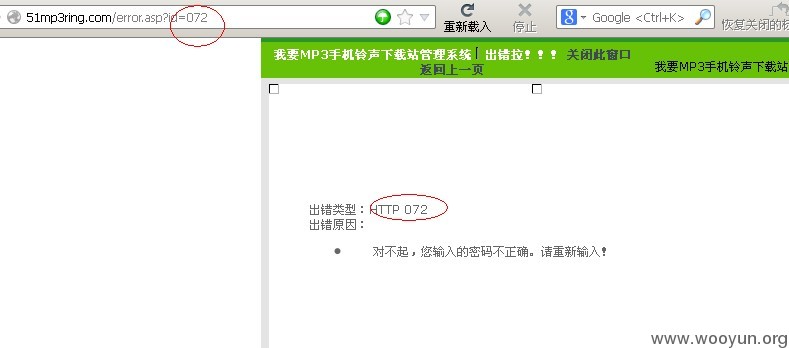 51mp3ring.com/error.asp?id=072
重新载入
停止
Google <Ctrl+K>
恢复关闭的
我要MP3手机铃声下载站管理系统┃出错拉！！！ 关闭此窗口
返回上一页
我要MP3手机铃声下载站
出错类型：HTTP 072
出错原因：
● 对不起，您输入的密码不正确。请重新输入！
www.wooyun.org